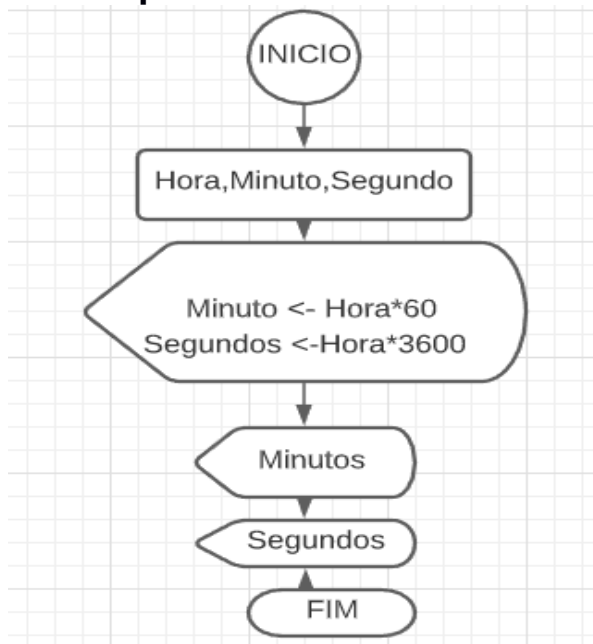 INICIO
Hora,Minuto,Segundo
Minuto <- Hora*60
Segundos <-Hora*3600
Minutos
Segundos
FIM